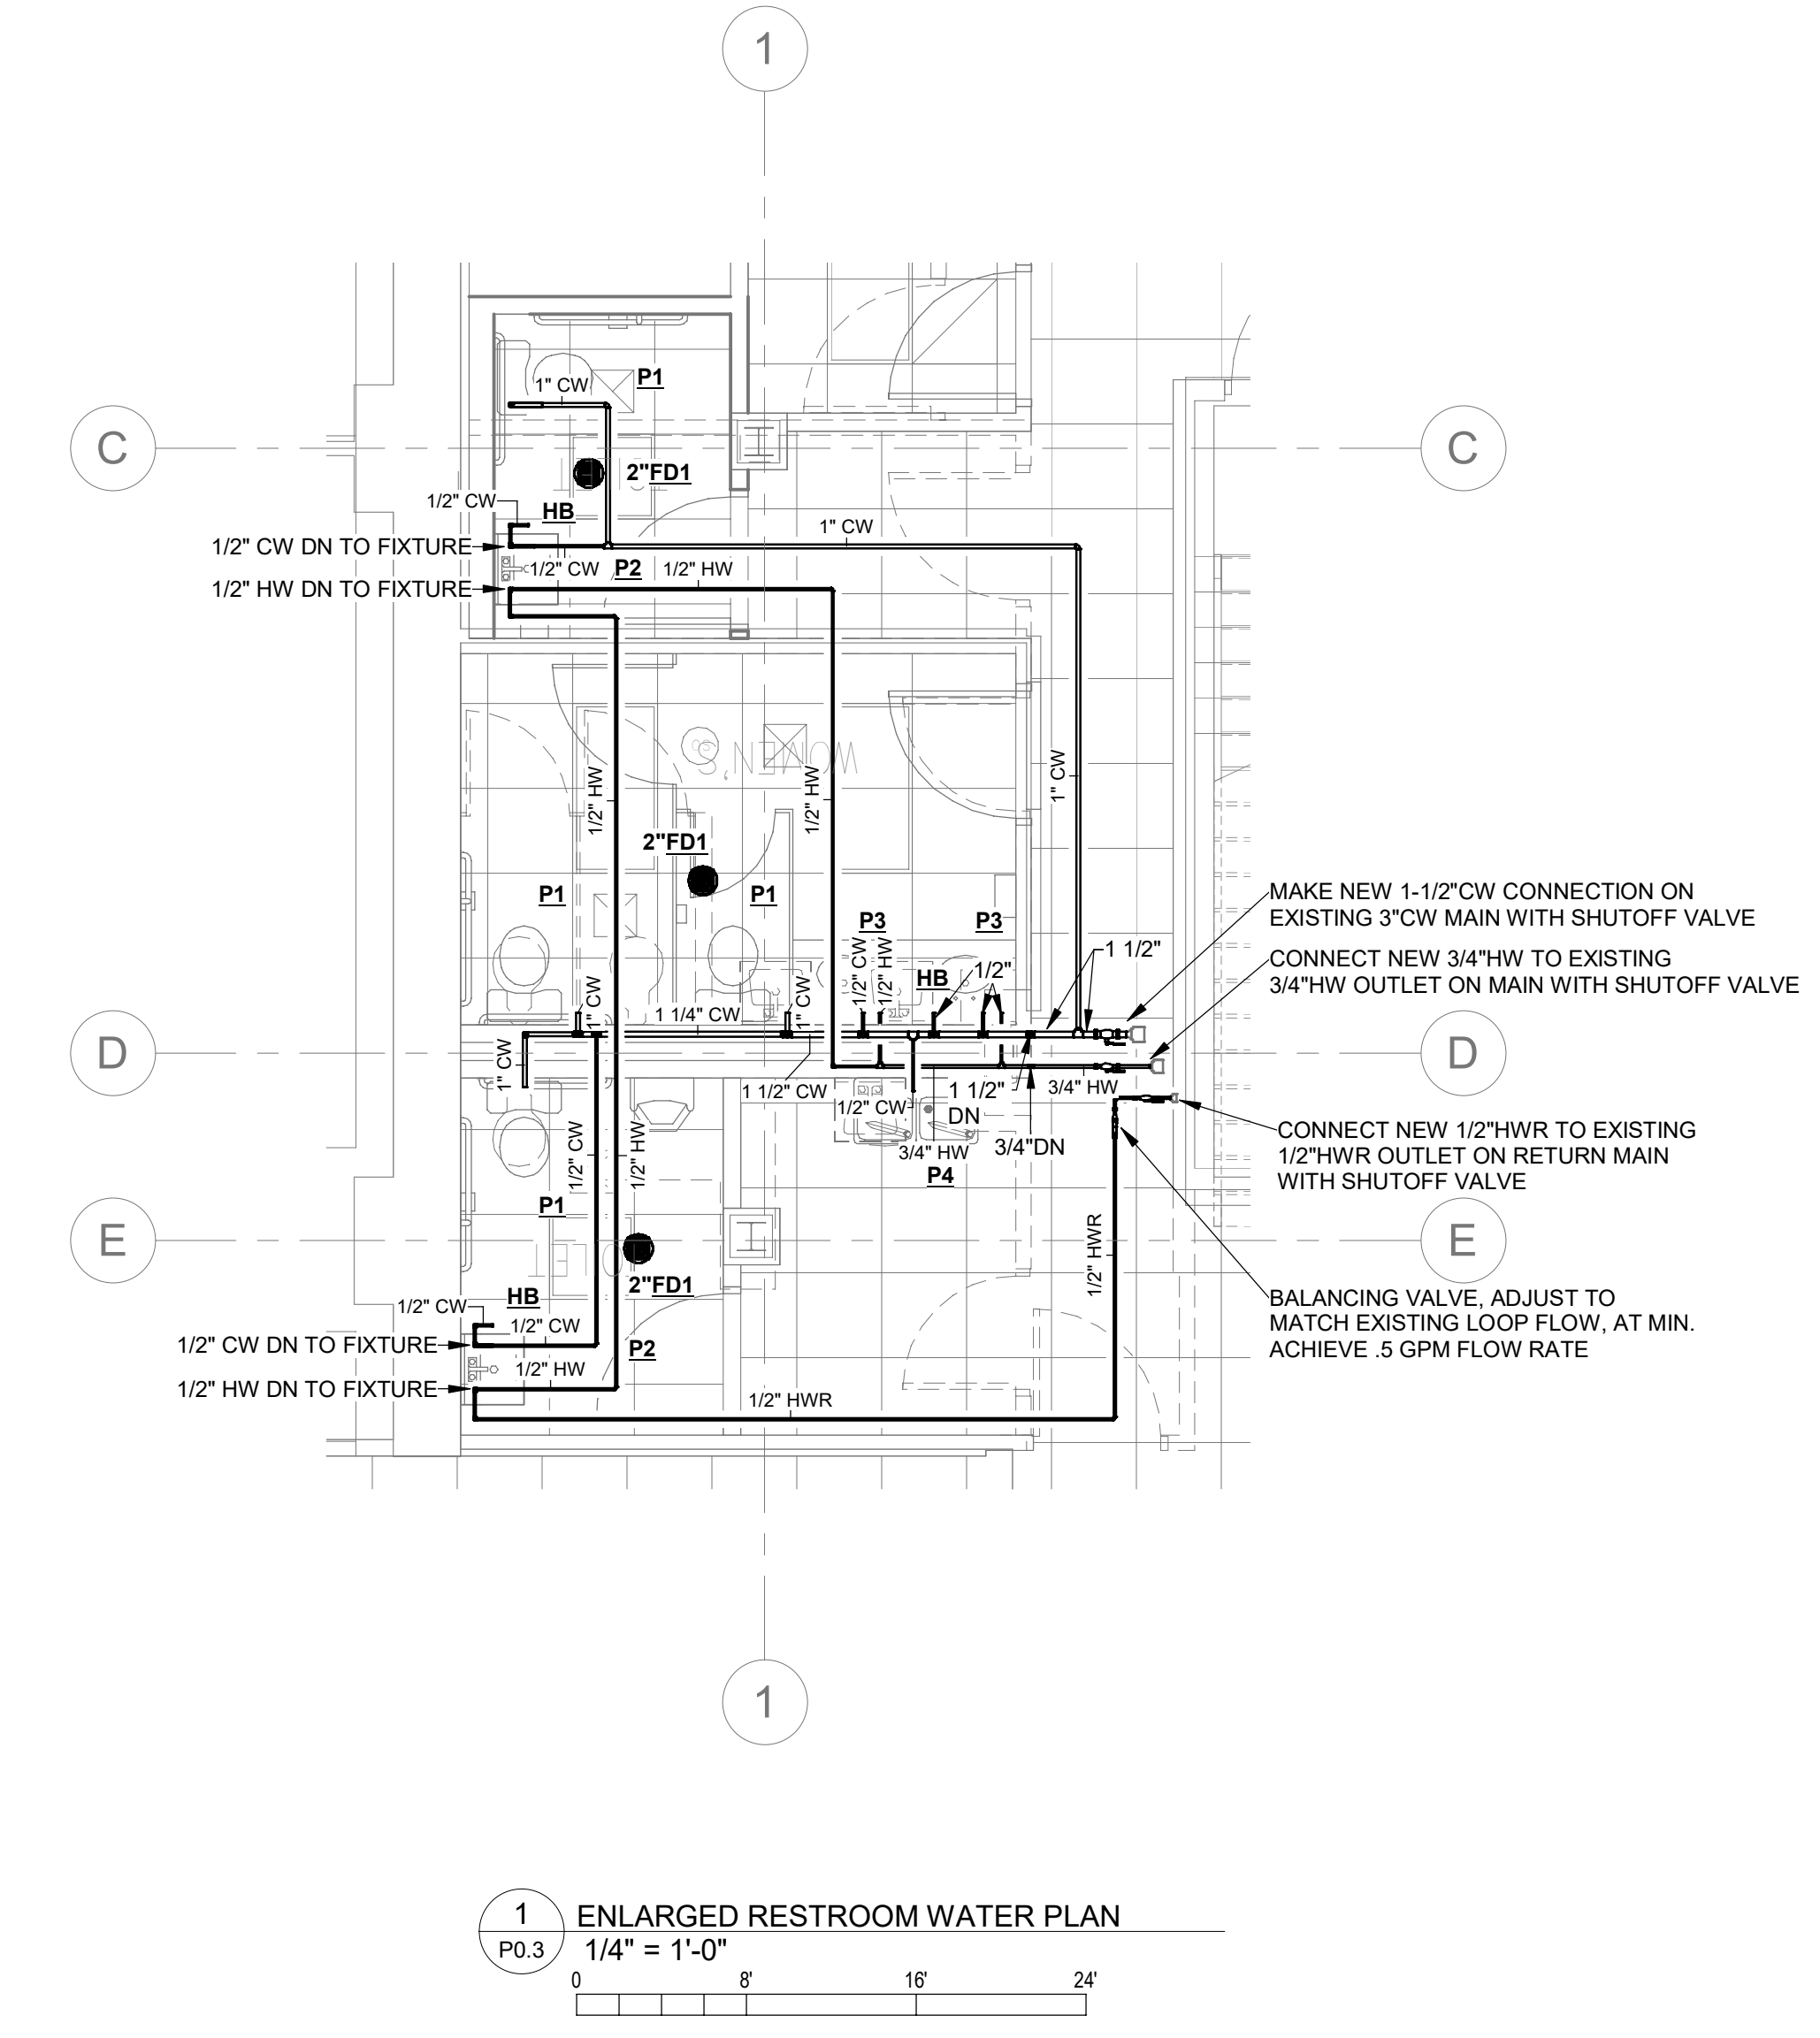 1
C
C
P1
1" CW
2"FD1
1/2" CW
HB
1/2" CW DN TO FIXTURE
1" CW
1/2" CW
P2
1/2" HW
1/2" HW DN TO FIXTURE
WOMEN'S
1/2" HW
1/2" HW
1" CW
2"FD1
P1
P1
P3
P3
MAKE NEW 1-1/2"CW CONNECTION ON
EXISTING 3"CW MAIN WITH SHUTOFF VALVE
1/2" CW
1/2" HW
HB
1/2"
1 1/2"
CONNECT NEW 3/4"HW TO EXISTING
3/4"HW OUTLET ON MAIN WITH SHUTOFF VALVE
1" CW
1 1/4" CW
1" CW
D
D
1" CW
1 1/2" CW
1/2" CW
1 1/2"
DN
3/4" HW
3/4" HW
3/4"DN
P4
1/2" CW
1/2" HW
CONNECT NEW 1/2"HWR TO EXISTING
1/2"HWR OUTLET ON RETURN MAIN
WITH SHUTOFF VALVE
P1
E
E
1/2" HWR
2"FD1
HB
1/2" CW
1/2" CW
1/2" CW DN TO FIXTURE
P2
1/2" HW
1/2" HW DN TO FIXTURE
1/2" HWR
BALANCING VALVE, ADJUST TO
MATCH EXISTING LOOP FLOW, AT MIN.
ACHIEVE .5 GPM FLOW RATE
1
1
P0.3
ENLARGED RESTROOM WATER PLAN
1/4" = 1'-0"
0 8' 16' 24'